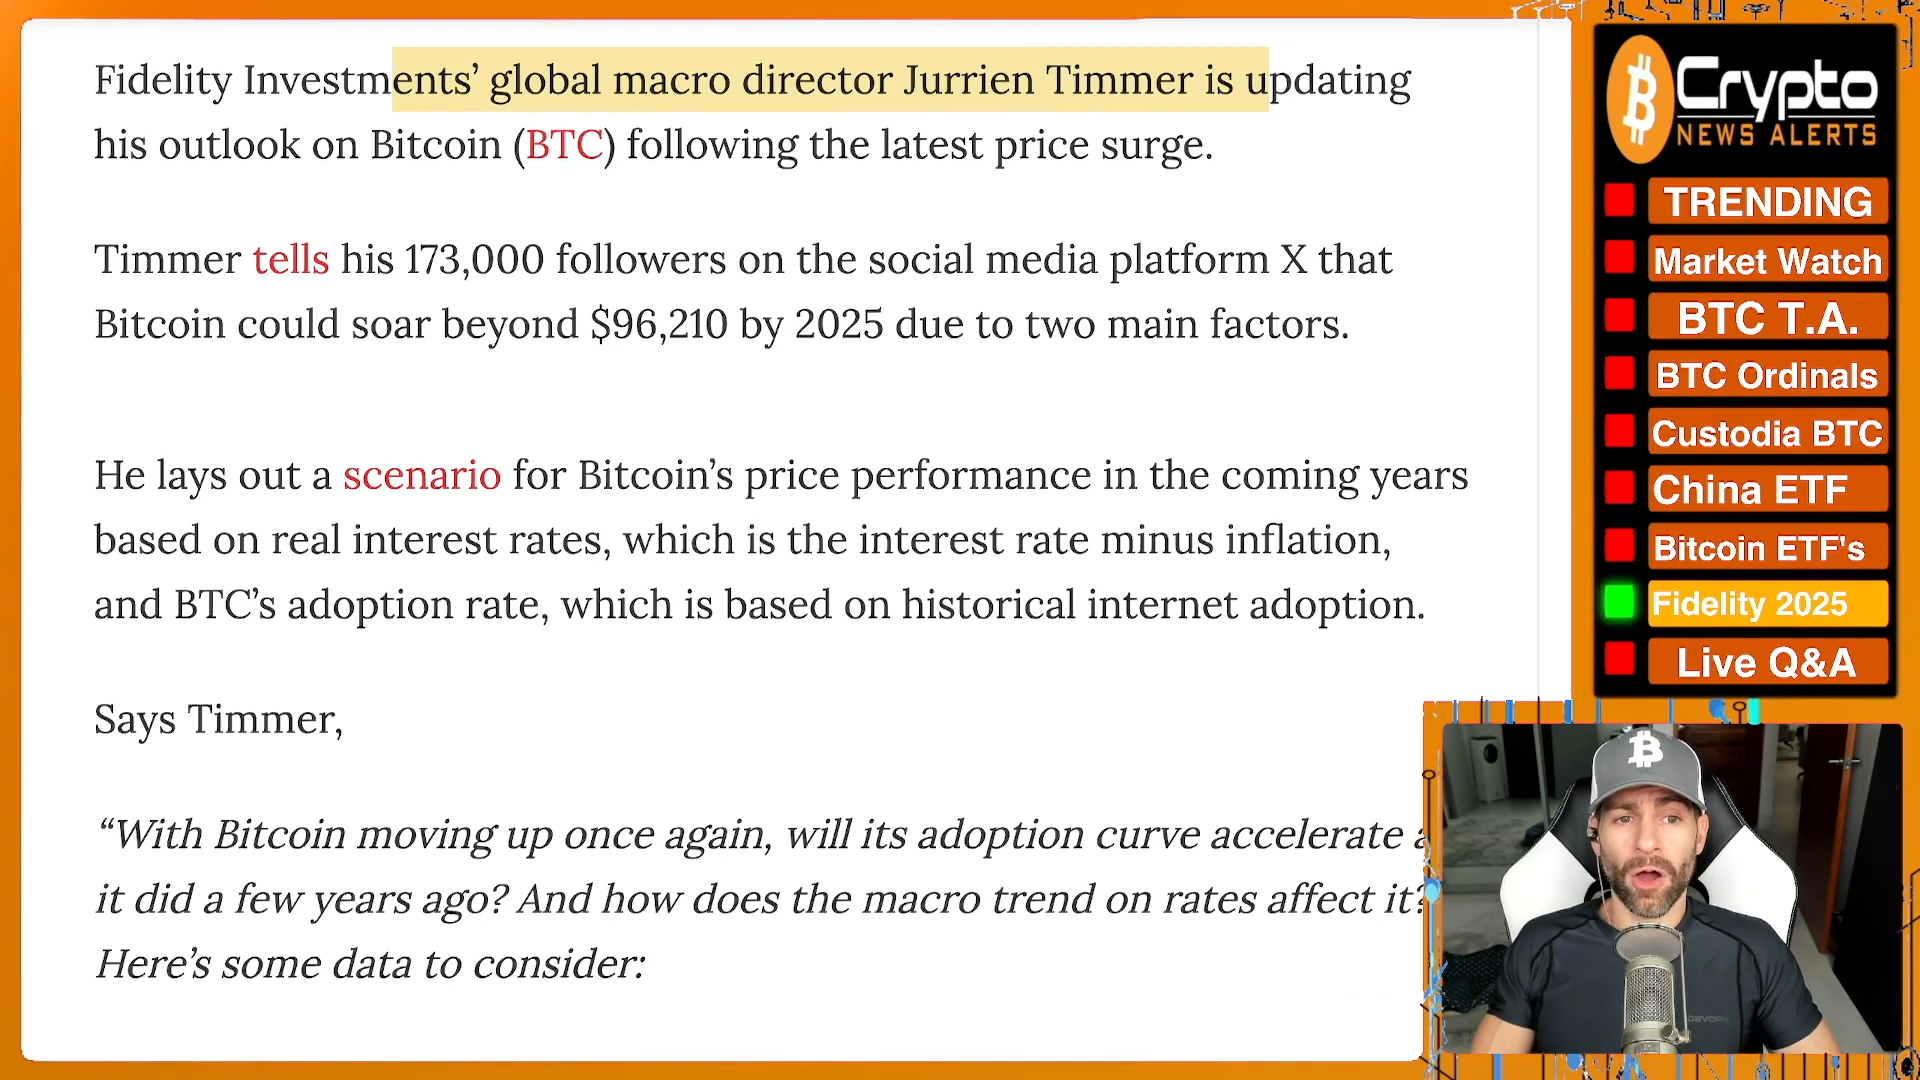 Fidelity Investments’ global macro director Jurrien Timmer is updating
his outlook on Bitcoin (BTC) following the latest price surge.
Timmer tells his 173,000 followers on the social media platform X that
Bitcoin could soar beyond $96,210 by 2025 due to two main factors.
He lays out a scenario for Bitcoin’s price performance in the coming years
based on real interest rates, which is the interest rate minus inflation,
and BTC’s adoption rate, which is based on historical internet adoption.
Says Timmer,
“With Bitcoin moving up once again, will its adoption curve accelerate
it did a few years ago? And how does the macro trend on rates affect it?
Here’s some data to consider:
Crypto
NEWS ALERTS
TRENDING
Market Watch
BTC T.A.
BTC Ordinals
Custodia BTC
China ETF
Bitcoin ETF's
Fidelity 2025
Live Q&A